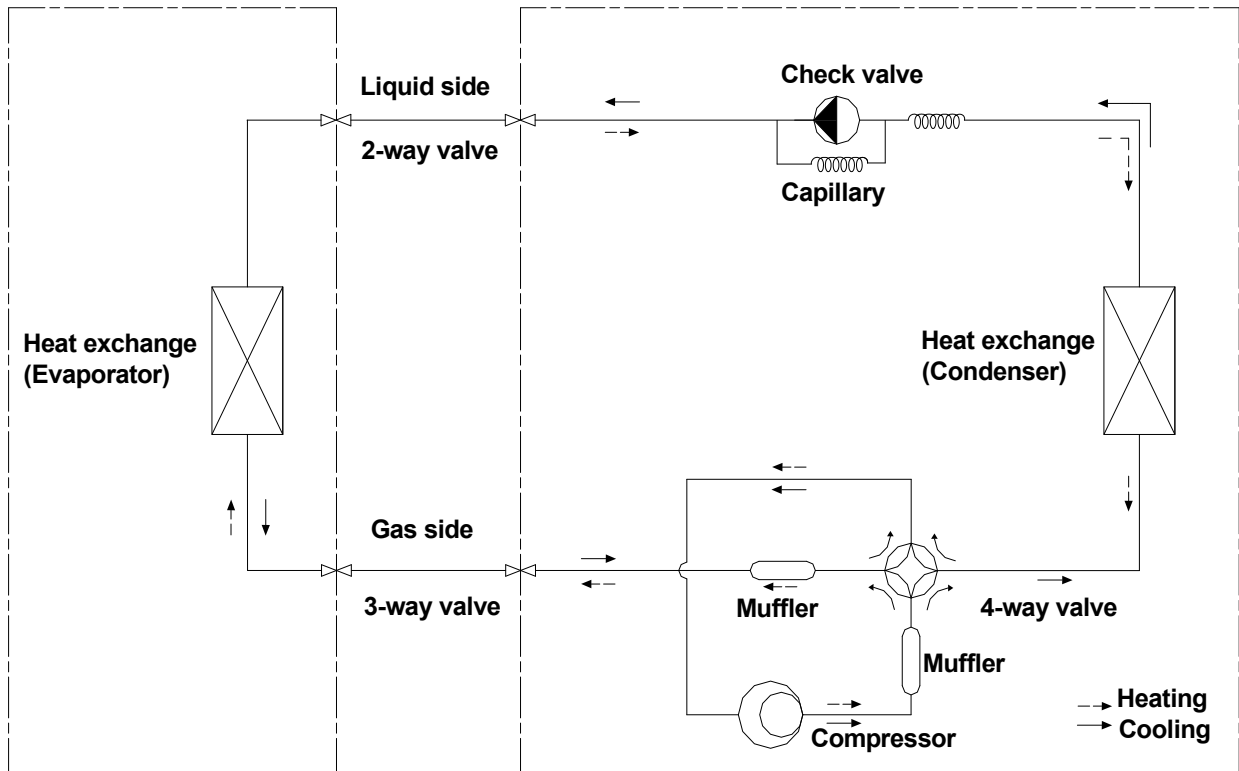 Liquid side
2-way valve
Check valve
Capillary
Heat exchange
(Evaporator)
Heat exchange
(Condenser)
Gas side
3-way valve
Muffler
4-way valve
Muffler
Compressor
Heating
Cooling